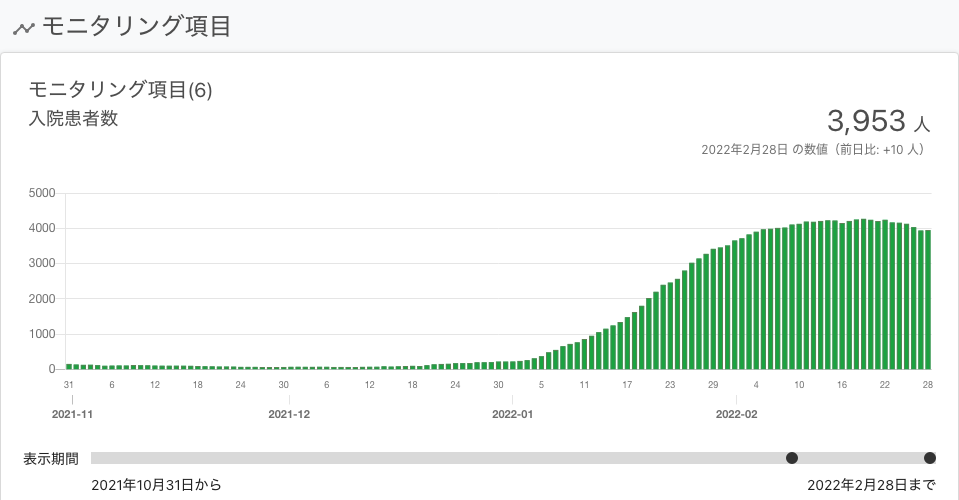 モニタリング項目
モニタリング項目(6)
入院患者数
3,953 人
2022年2月28日 の数値（前日比: +10 人）
5000
4000
3000
2000
1000
0
31 6 12 18 24 30 6 12 18 24 30 5 11 17 23 29 4 10 16 22 28
2021-11 2021-12 2022-01 2022-02
表示期間
2021年10月31日から 2022年2月28日まで